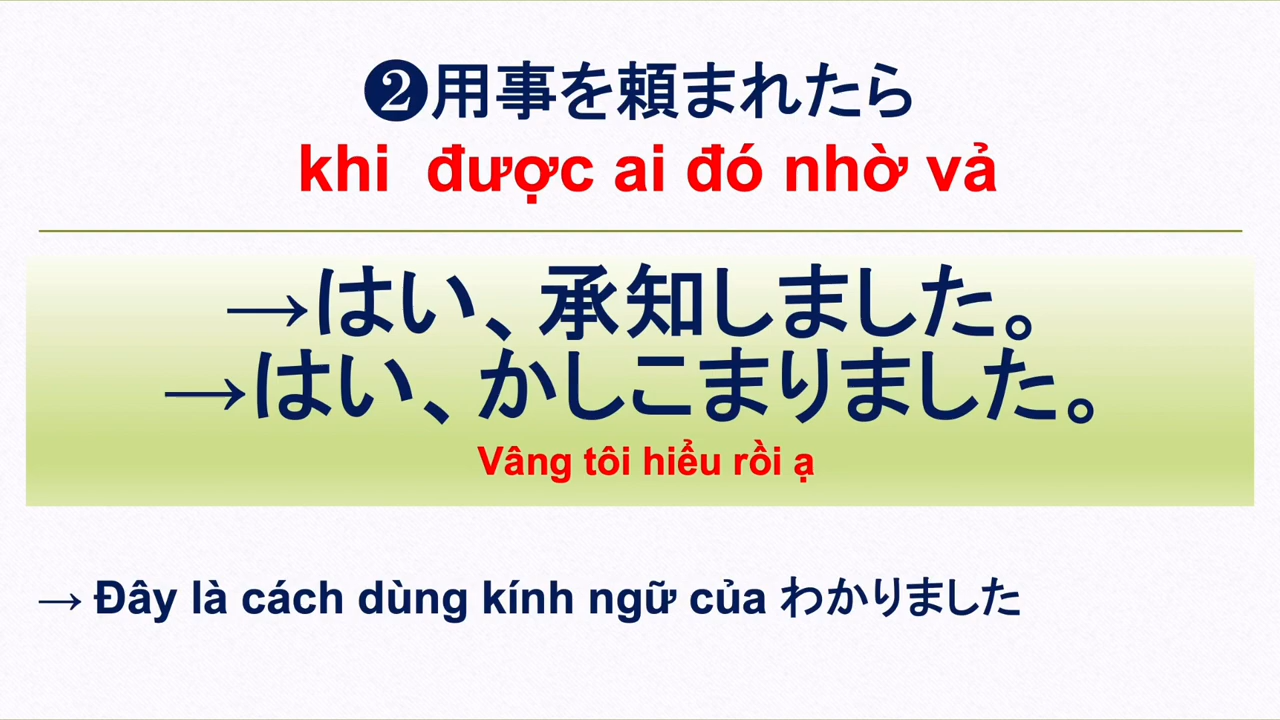 ❷用事を頼まれたら
khi được ai đó nhờ vả
→はい、承知しました。
→はい、かしこまりました。
Vâng tôi hiểu rồi ạ
→ Đây là cách dùng kính ngữ của わかりました